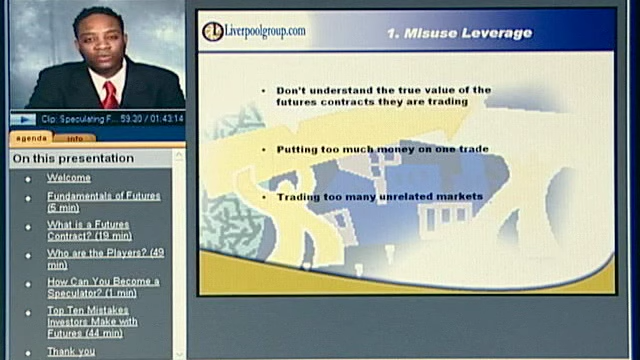 Liverpoolgroup.com
1. Misuse Leverage
• Don't understand the true value of the
futures contracts they are trading
• Putting too much money on one trade
• Trading too many unrelated markets
Clip: Speculating F... 59:20 / 01:43:14
agenda info
On this presentation
Welcome
Fundamentals of Futures
(5 min)
What is a Futures
Contract? (19 min)
Who are the Players? (49
min)
How Can You Become a
Speculator? (1 min)
Top Ten Mistakes
Investors Make with
Futures (44 min)
Thank you